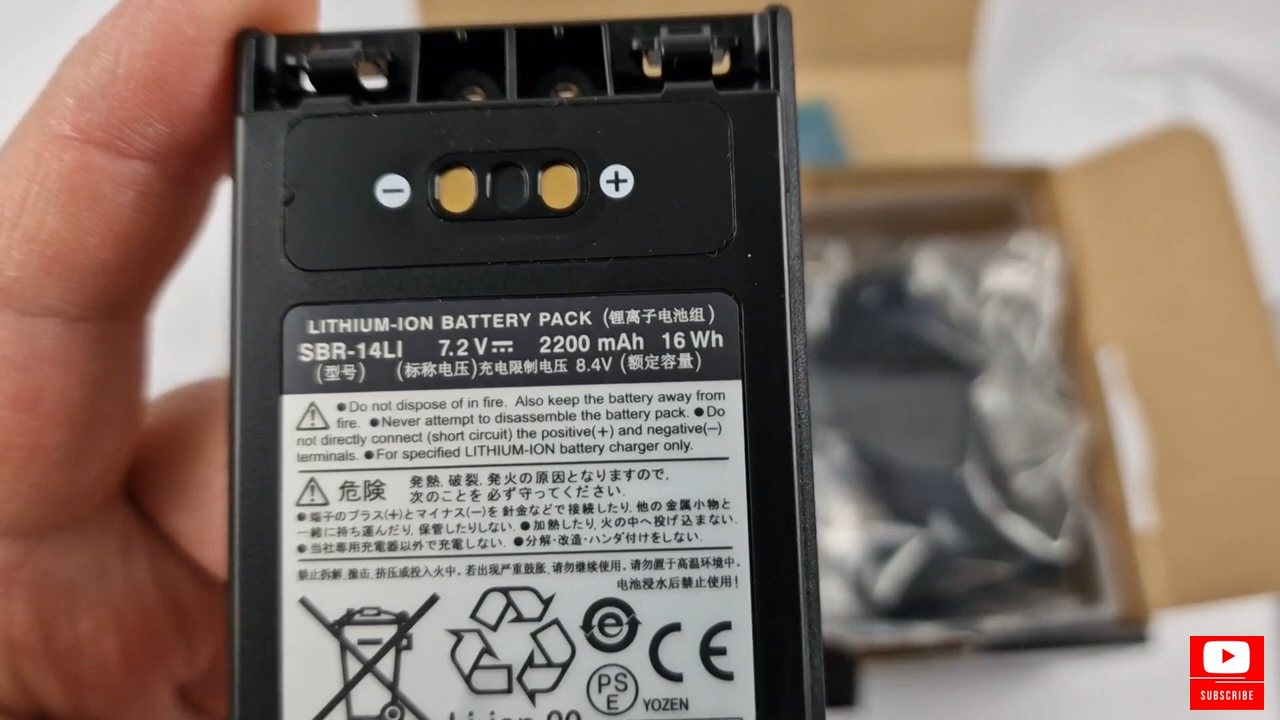 − +
LITHIUM-ION BATTERY PACK (锂离子电池组)
SBR-14LI 7.2 V⎓ 2200 mAh 16 Wh
(型号) (标称电压)充电限制电压 8.4V (额定容量)
●Do not dispose of in fire. Also keep the battery away from
fire. ●Never attempt to disassemble the battery pack. ●Do
not directly connect (short circuit) the positive(+) and negative(−)
terminals. ●For specified LITHIUM-ION battery charger only.
危険 発熱, 破裂, 発火の原因となりますので,
次のことを必ず守ってください.
●端子のプラス(+)とマイナス(−)を針金などで接続したり, 他の金属小物と
一緒に持ち運んだり, 保管したりしない. ●加熱したり, 火の中へ投げ込まない.
●当社専用充電器以外で充電しない. ●分解・改造・ハンダ付けをしない.
禁止拆解, 撞击, 挤压或投入火中。若出现严重鼓胀, 请勿继续使用。请勿置于高温环境中。
电池浸水后禁止使用!
e CE
PS
E YOZEN
Li-ion 00
SUBSCRIBE